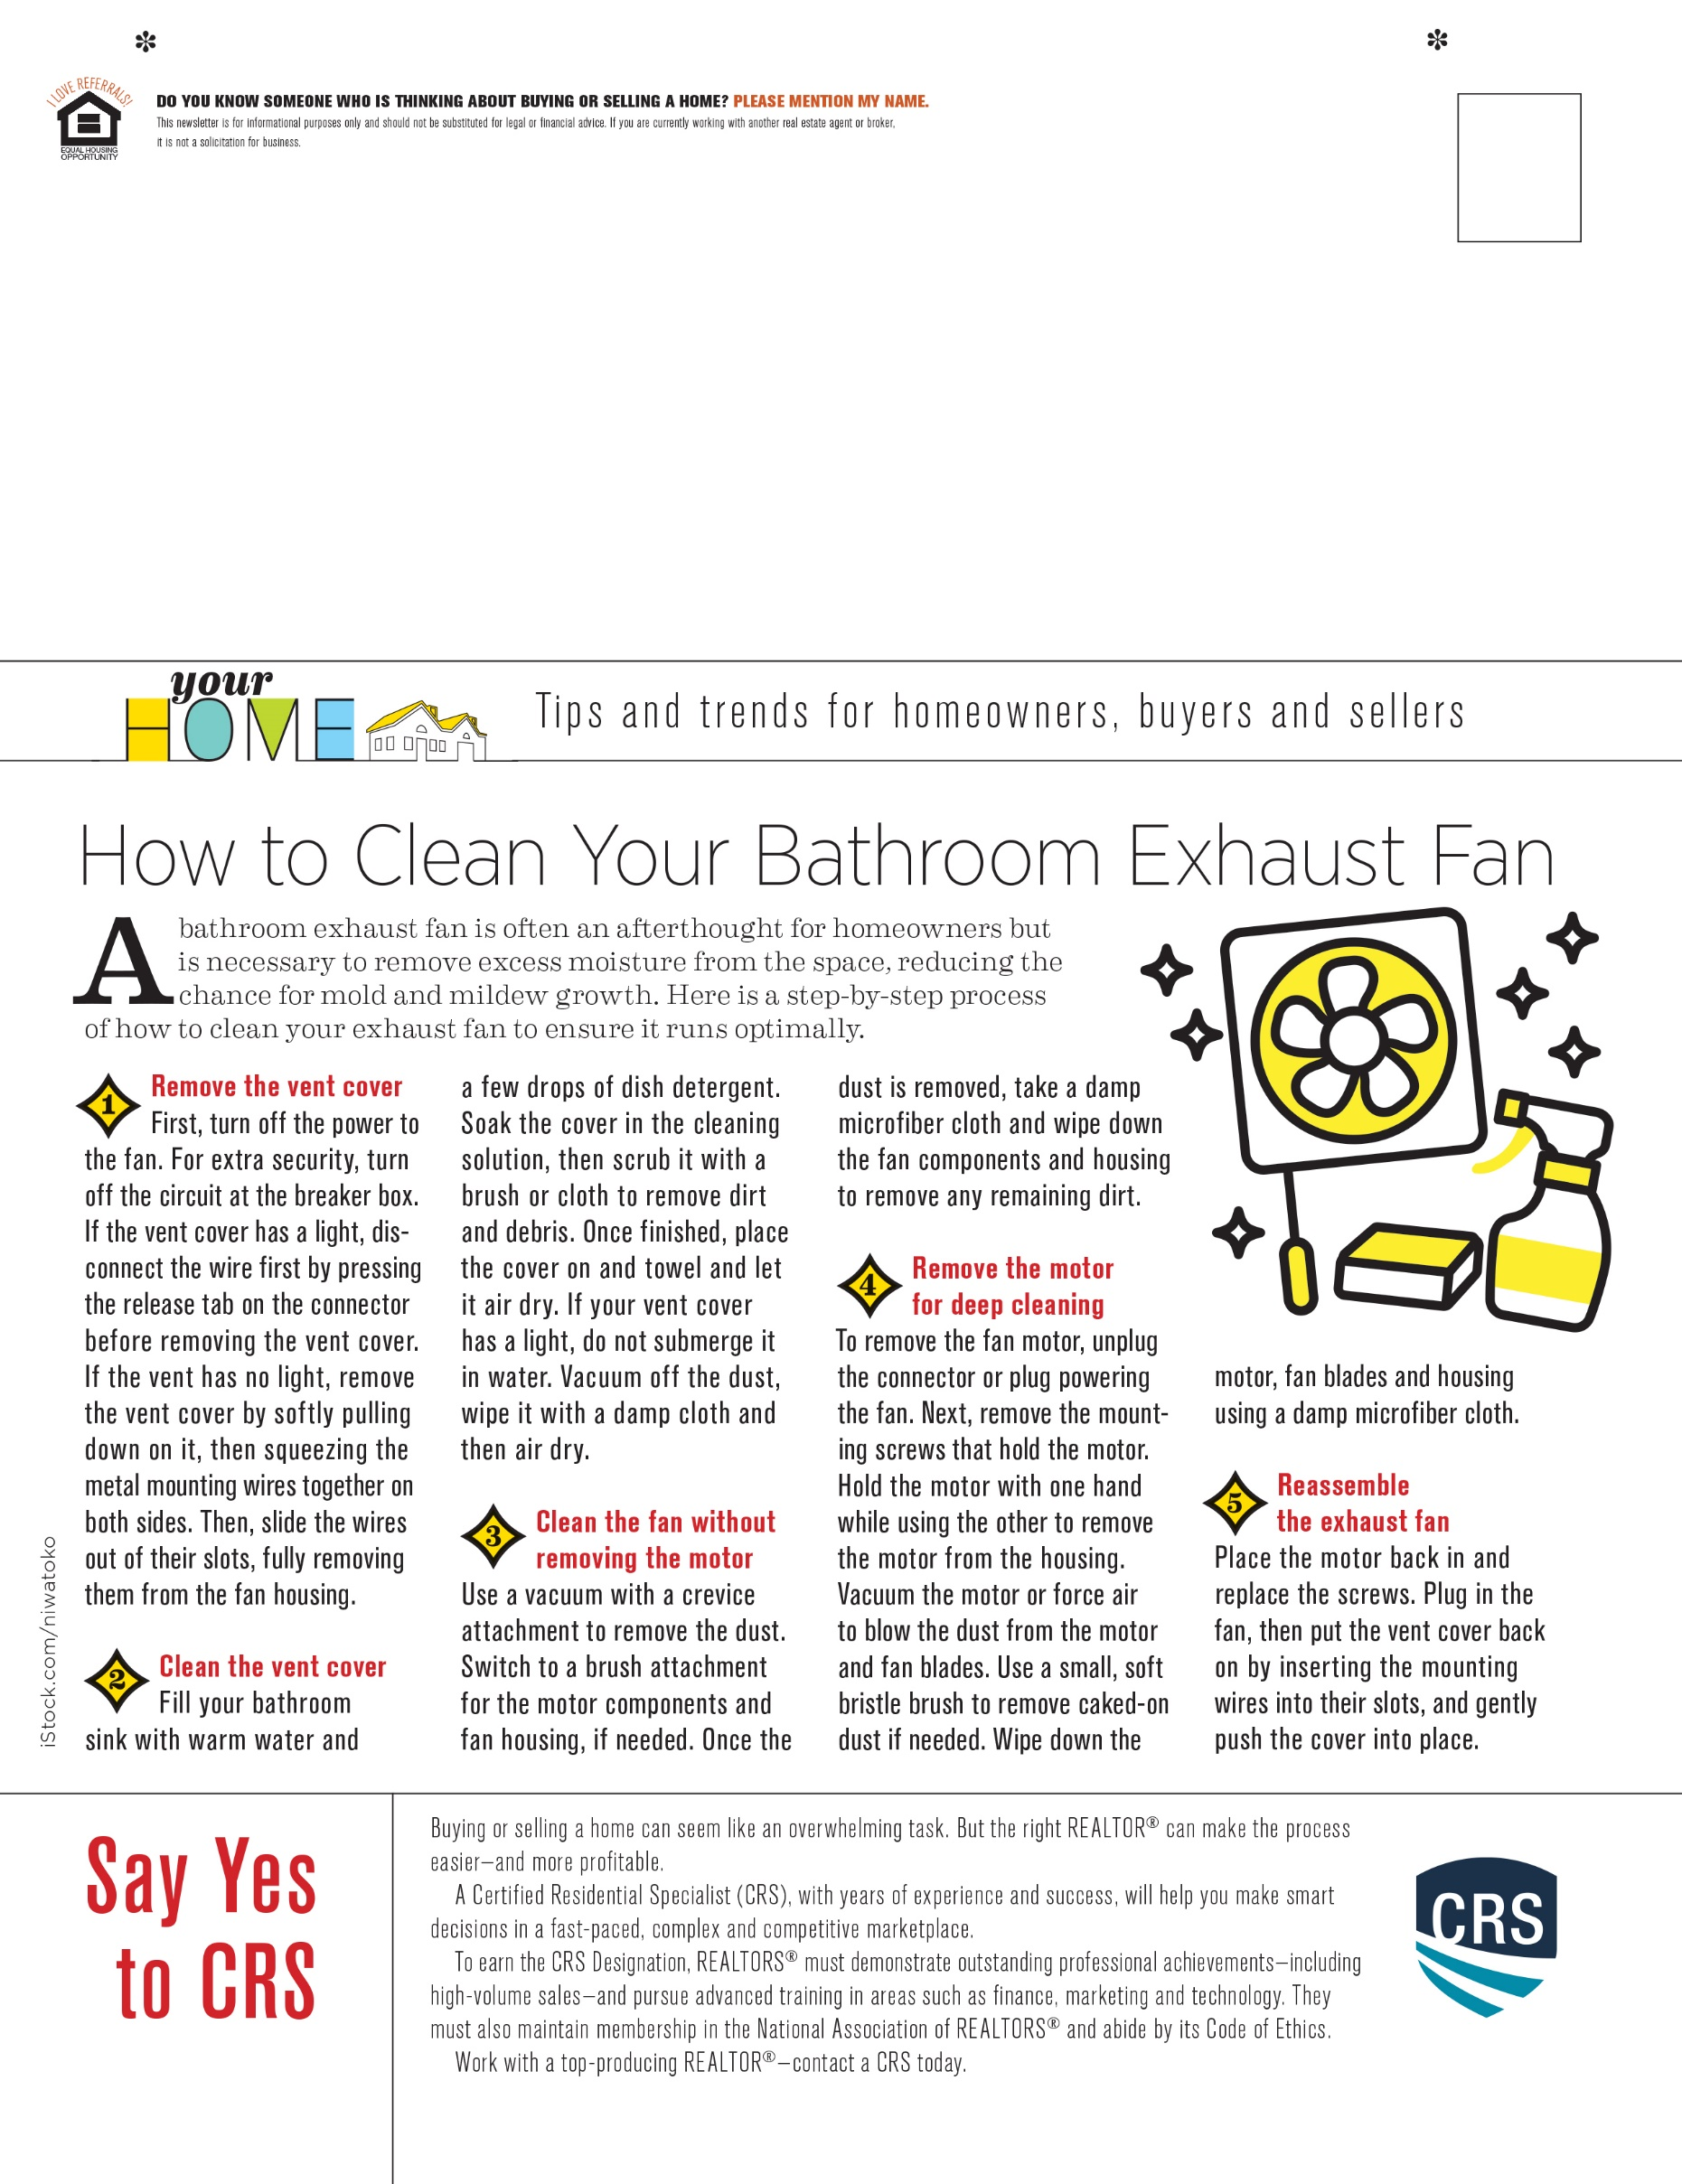 *
*
I LOVE REFERRALS!
EQUAL HOUSING
OPPORTUNITY
DO YOU KNOW SOMEONE WHO IS THINKING ABOUT BUYING OR SELLING A HOME? PLEASE MENTION MY NAME.
This newsletter is for informational purposes only and should not be substituted for legal or financial advice. If you are currently working with another real estate agent or broker,
it is not a solicitation for business.
your
HOME
Tips and trends for homeowners, buyers and sellers
How to Clean Your Bathroom Exhaust Fan
A bathroom exhaust fan is often an afterthought for homeowners but
is necessary to remove excess moisture from the space, reducing the
chance for mold and mildew growth. Here is a step-by-step process
of how to clean your exhaust fan to ensure it runs optimally.
1 Remove the vent cover
First, turn off the power to
the fan. For extra security, turn
off the circuit at the breaker box.
If the vent cover has a light, dis-
connect the wire first by pressing
the release tab on the connector
before removing the vent cover.
If the vent has no light, remove
the vent cover by softly pulling
down on it, then squeezing the
metal mounting wires together on
both sides. Then, slide the wires
out of their slots, fully removing
them from the fan housing.
2 Clean the vent cover
Fill your bathroom
sink with warm water and
a few drops of dish detergent.
Soak the cover in the cleaning
solution, then scrub it with a
brush or cloth to remove dirt
and debris. Once finished, place
the cover on and towel and let
it air dry. If your vent cover
has a light, do not submerge it
in water. Vacuum off the dust,
wipe it with a damp cloth and
then air dry.
3 Clean the fan without
removing the motor
Use a vacuum with a crevice
attachment to remove the dust.
Switch to a brush attachment
for the motor components and
fan housing, if needed. Once the
dust is removed, take a damp
microfiber cloth and wipe down
the fan components and housing
to remove any remaining dirt.
4 Remove the motor
for deep cleaning
To remove the fan motor, unplug
the connector or plug powering
the fan. Next, remove the mount-
ing screws that hold the motor.
Hold the motor with one hand
while using the other to remove
the motor from the housing.
Vacuum the motor or force air
to blow the dust from the motor
and fan blades. Use a small, soft
bristle brush to remove caked-on
dust if needed. Wipe down the
motor, fan blades and housing
using a damp microfiber cloth.
5 Reassemble
the exhaust fan
Place the motor back in and
replace the screws. Plug in the
fan, then put the vent cover back
on by inserting the mounting
wires into their slots, and gently
push the cover into place.
iStock.com/niwatoko
Say Yes
to CRS
Buying or selling a home can seem like an overwhelming task. But the right REALTOR® can make the process
easier—and more profitable.
A Certified Residential Specialist (CRS), with years of experience and success, will help you make smart
decisions in a fast-paced, complex and competitive marketplace.
To earn the CRS Designation, REALTORS® must demonstrate outstanding professional achievements—including
high-volume sales—and pursue advanced training in areas such as finance, marketing and technology. They
must also maintain membership in the National Association of REALTORS® and abide by its Code of Ethics.
Work with a top-producing REALTOR®—contact a CRS today.
CRS